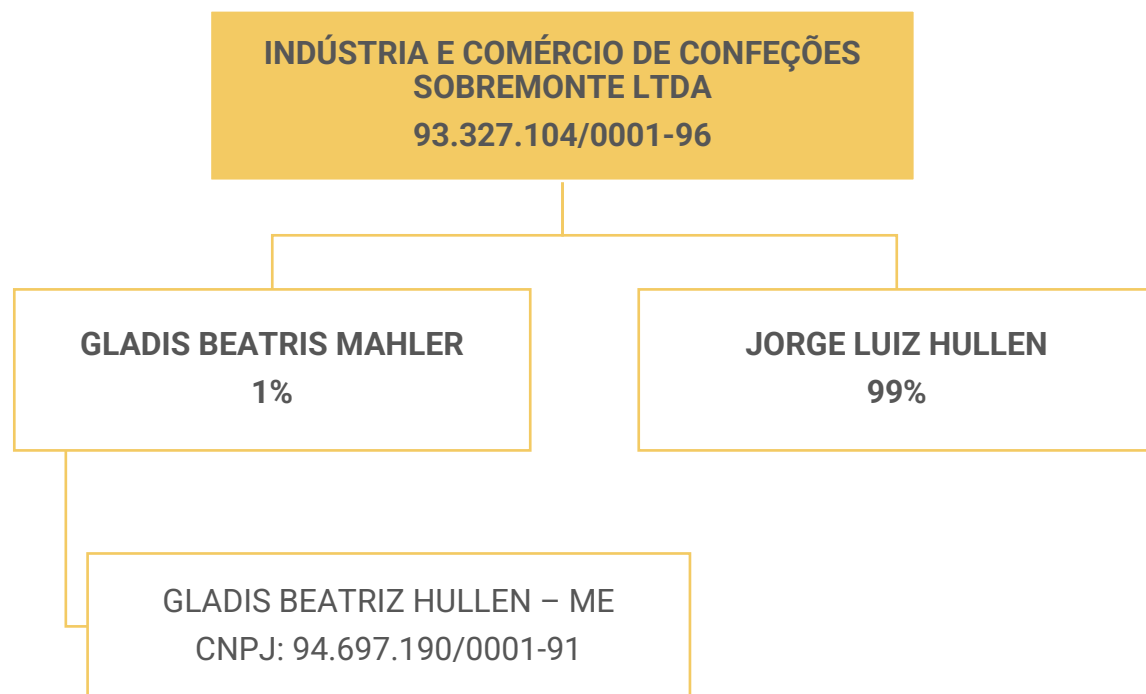 INDÚSTRIA E COMÉRCIO DE CONFEÇÕES
SOBREMONTE LTDA
93.327.104/0001-96
GLADIS BEATRIS MAHLER
1%
JORGE LUIZ HULLEN
99%
GLADIS BEATRIZ HULLEN – ME
CNPJ: 94.697.190/0001-91